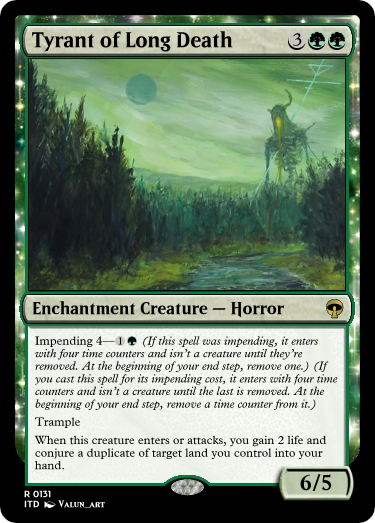 Tyrant of Long Death 3
Enchantment Creature — Horror
Impending 4—1 (If this spell was impending, it enters
with four time counters and isn't a creature until they're
removed. At the beginning of your end step, remove one.) (If
you cast this spell for its impending cost, it enters with four time
counters and isn't a creature until the last is removed. At the
beginning of your end step, remove a time counter from it.)
Trample
When this creature enters or attacks, you gain 2 life and
conjure a duplicate of target land you control into your
hand.
6/5
R 0131
ITD Valun_art